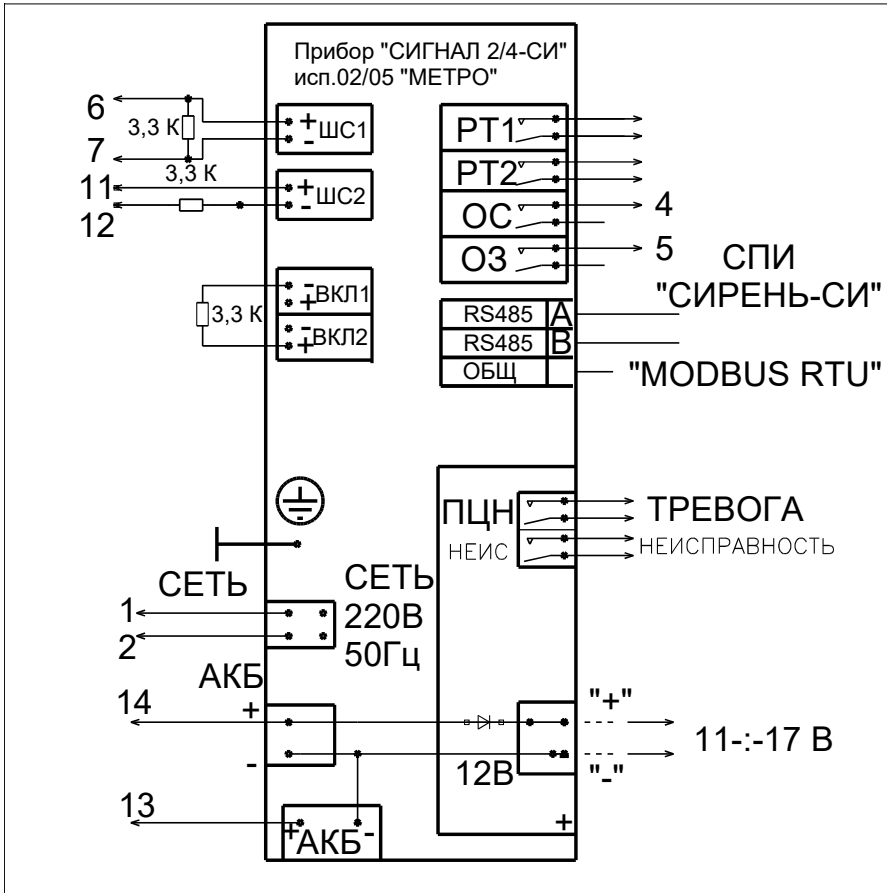 Прибор "СИГНАЛ 2/4-СИ"
исп.02/05 "МЕТРО"
6
3,3 К
7
+
-
ШС1
3,3 К
11
12
+
-
ШС2
3,3 К
-
+
ВКЛ1
-
+
ВКЛ2
РТ1
РТ2
ОС
4
ОЗ
5
СПИ
"СИРЕНЬ-СИ"
RS485 A
RS485 B
ОБЩ
"MODBUS RTU"
ПЦН
ТРЕВОГА
НЕИС
НЕИСПРАВНОСТЬ
СЕТЬ
1
2
СЕТЬ
220В
50Гц
АКБ
14
+
-
"+"
11-:-17 В
12В
"-"
13
+
АКБ
-
+